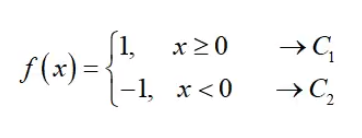 f(x) = { 1, x ≥ 0 → C₁
−1, x < 0 → C₂